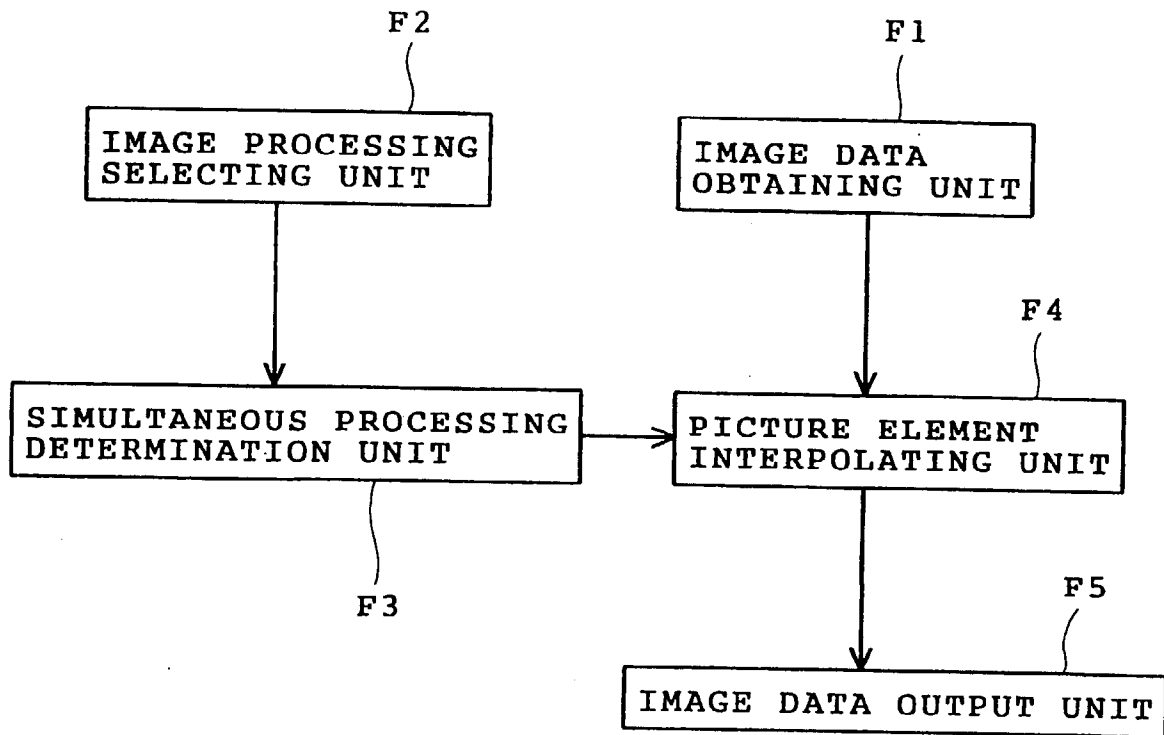 F2
F1
IMAGE PROCESSING
SELECTING UNIT
IMAGE DATA
OBTAINING UNIT
F4
SIMULTANEOUS PROCESSING
DETERMINATION UNIT
PICTURE ELEMENT
INTERPOLATING UNIT
F3
F5
IMAGE DATA OUTPUT UNIT